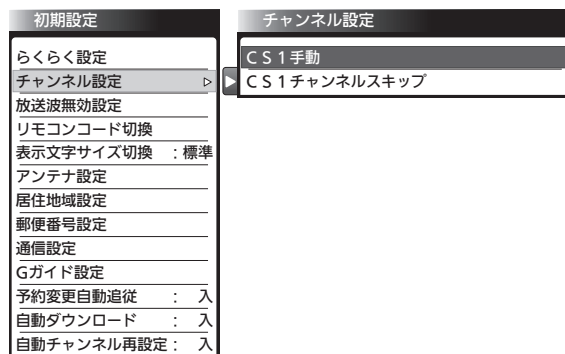 初期設定
らくらく設定
チャンネル設定
放送波無効設定
リモコンコード切換
表示文字サイズ切換 :標準
アンテナ設定
居住地域設定
郵便番号設定
通信設定
Gガイド設定
予約変更自動追従 : 入
自動ダウンロード : 入
自動チャンネル再設定: 入
チャンネル設定
CS1手動
CS1チャンネルスキップ